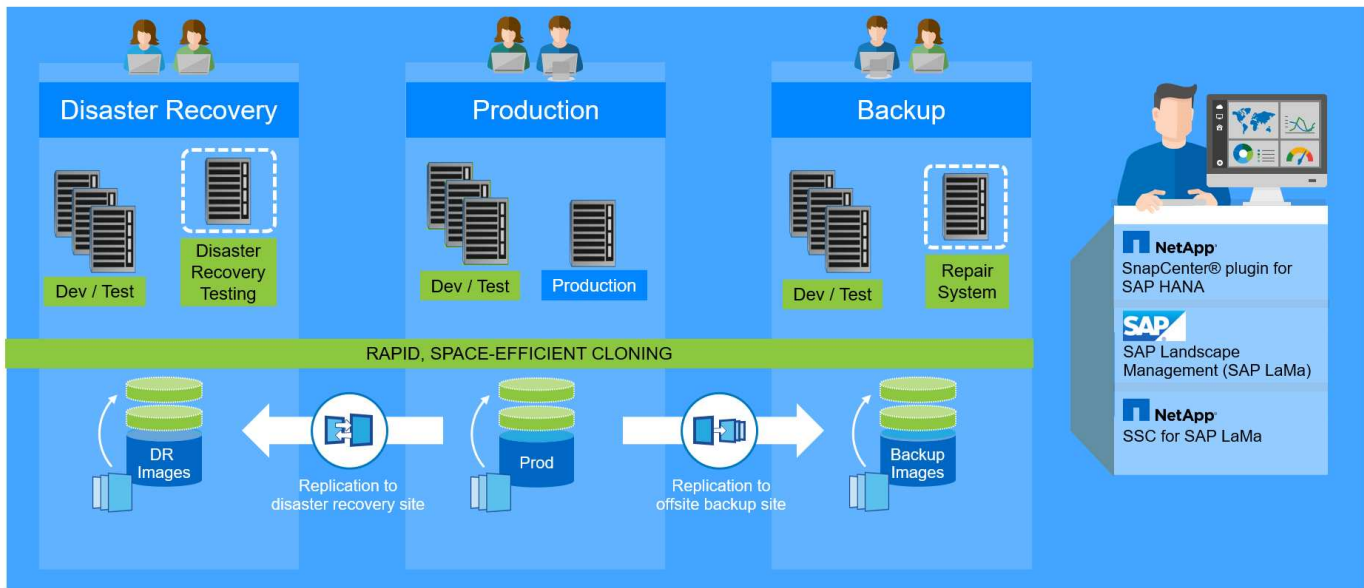 Disaster Recovery
Production
Backup
Dev / Test
Disaster
Recovery
Testing
Dev / Test
Production
Dev / Test
Repair
System
RAPID, SPACE-EFFICIENT CLONING
DR
Images
Replication to
disaster recovery site
Prod
Replication to
offsite backup site
Backup
Images
NetApp
SnapCenter® plugin for
SAP HANA
SAP
SAP Landscape
Management (SAP LaMa)
NetApp
SSC for SAP LaMa